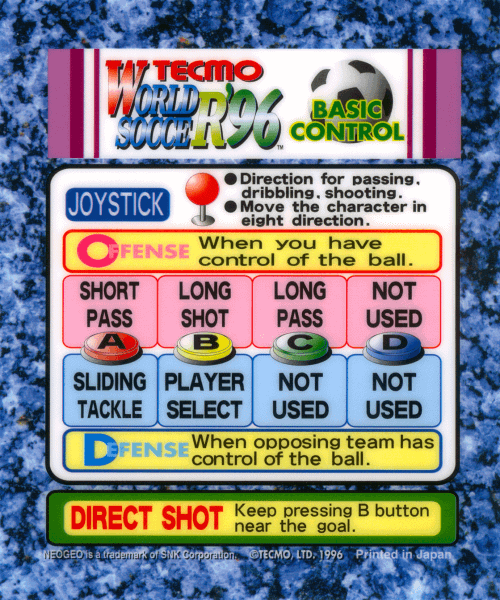 TECMO
WORLD
SOCCER'96
TM
BASIC
CONTROL
JOYSTICK
●Direction for passing,
dribbling, shooting.
●Move the character in
eight direction.
OFFENSE When you have
control of the ball.
SHORT PASS
LONG SHOT
LONG PASS
NOT USED
A B C D
SLIDING TACKLE
PLAYER SELECT
NOT USED
NOT USED
DEFENSE When opposing team has
control of the ball.
DIRECT SHOT Keep pressing B button
near the goal.
NEOGEO is a trademark of SNK Corporation. ©TECMO, LTD. 1996 Printed in Japan